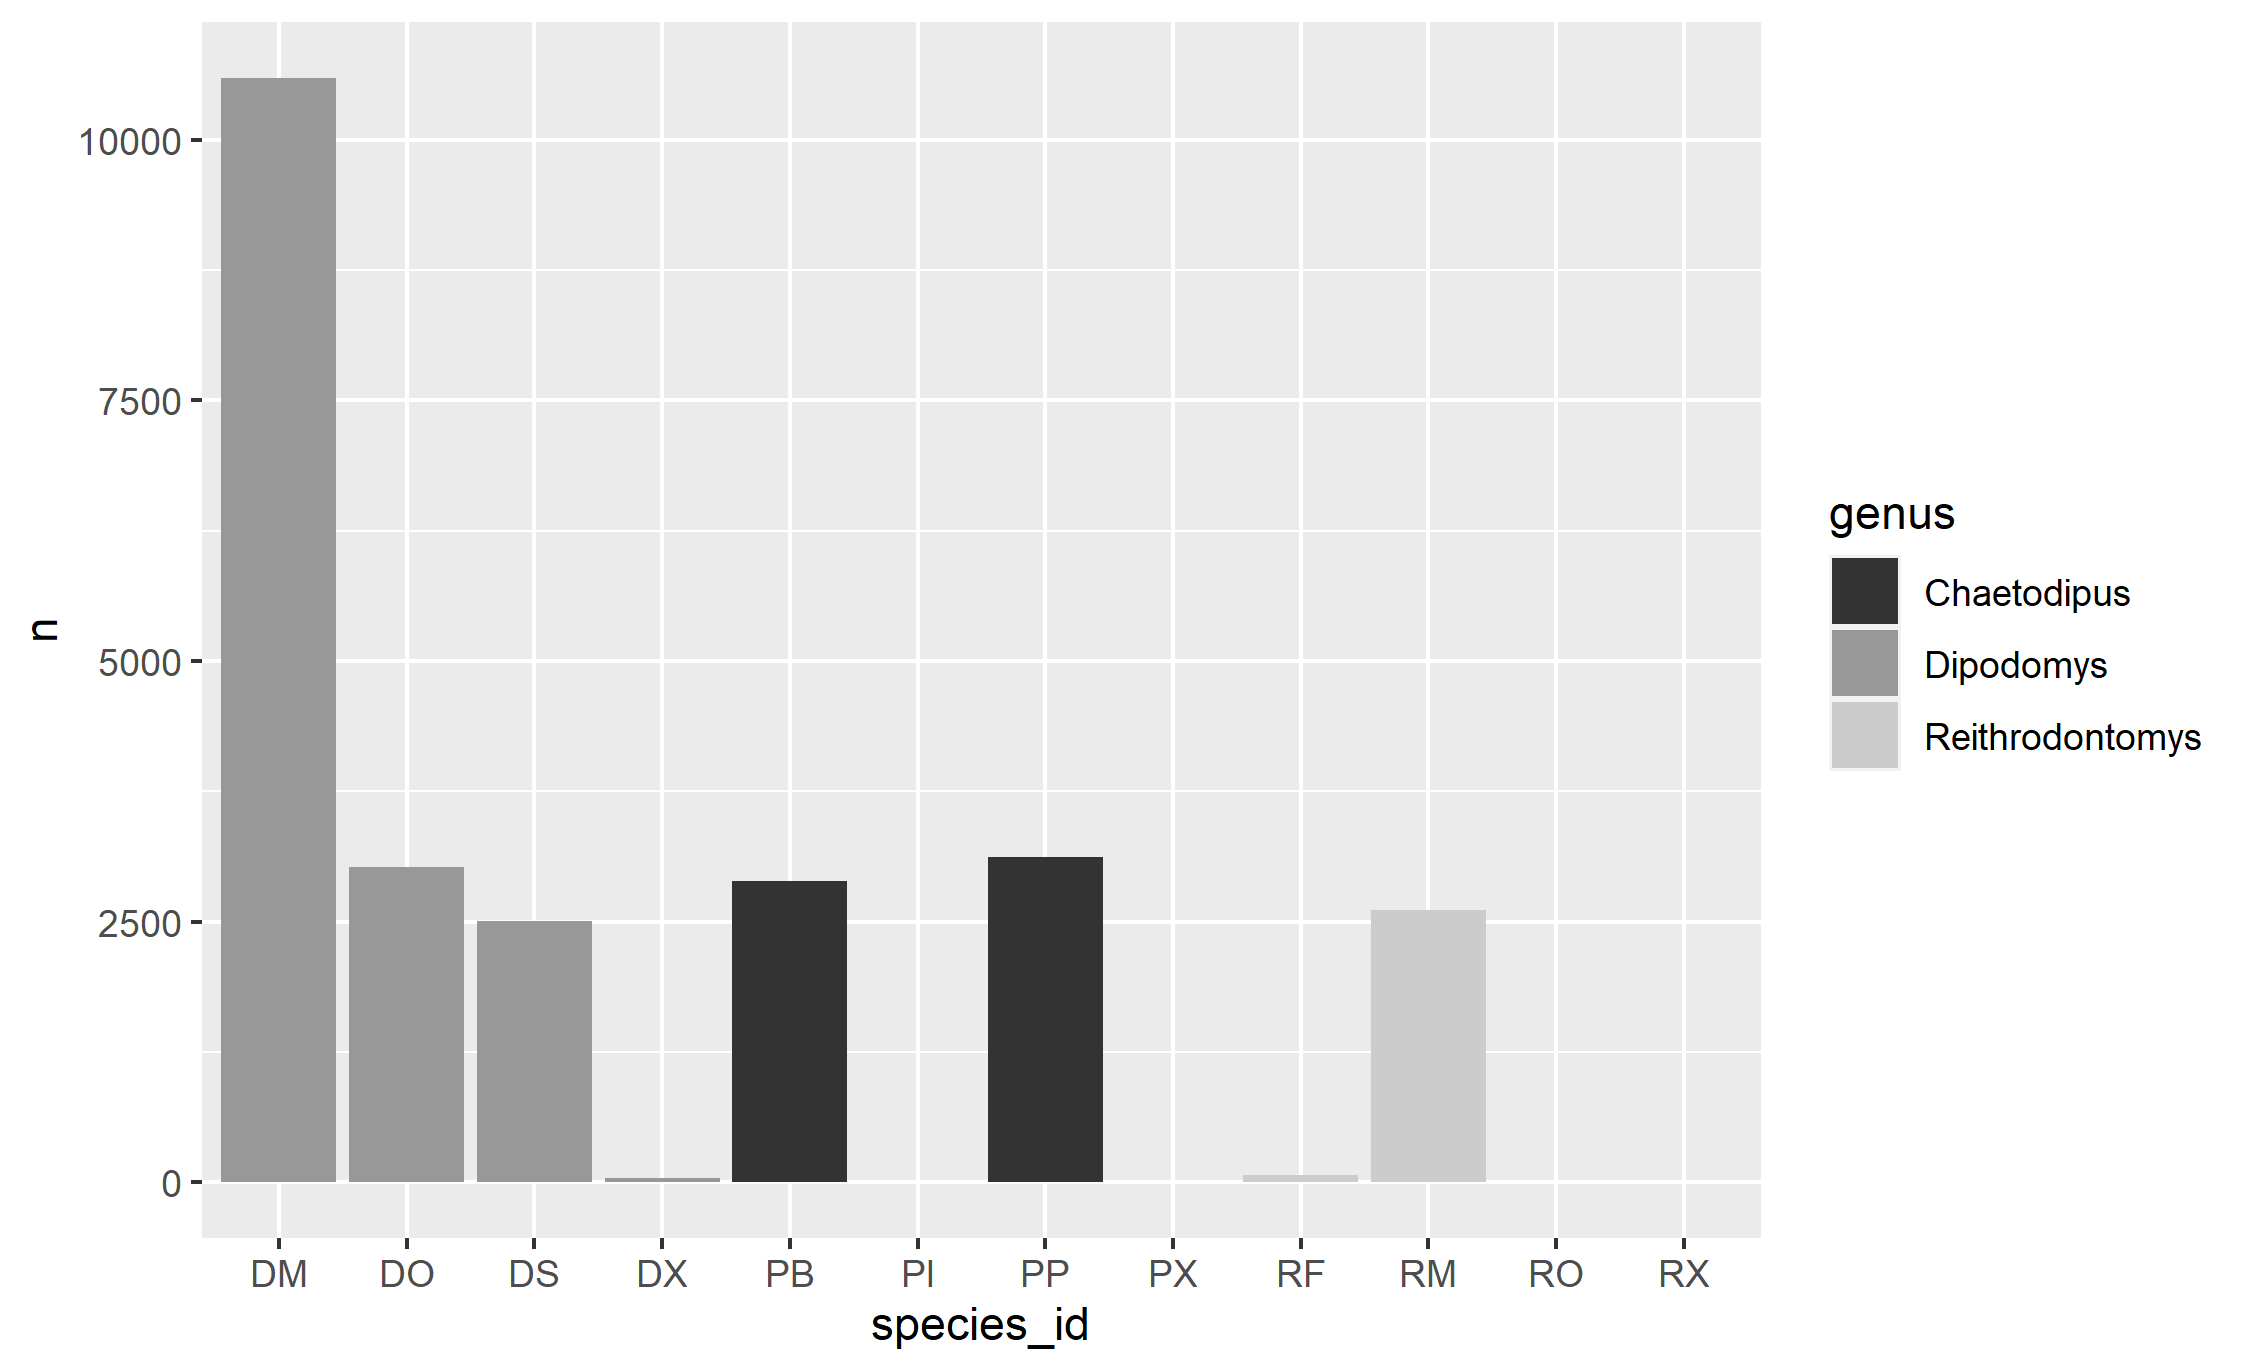 n
10000
7500
5000
2500
0
DM DO DS DX PB PI PP PX RF RM RO RX
species_id
genus
Chaetodipus
Dipodomys
Reithrodontomys